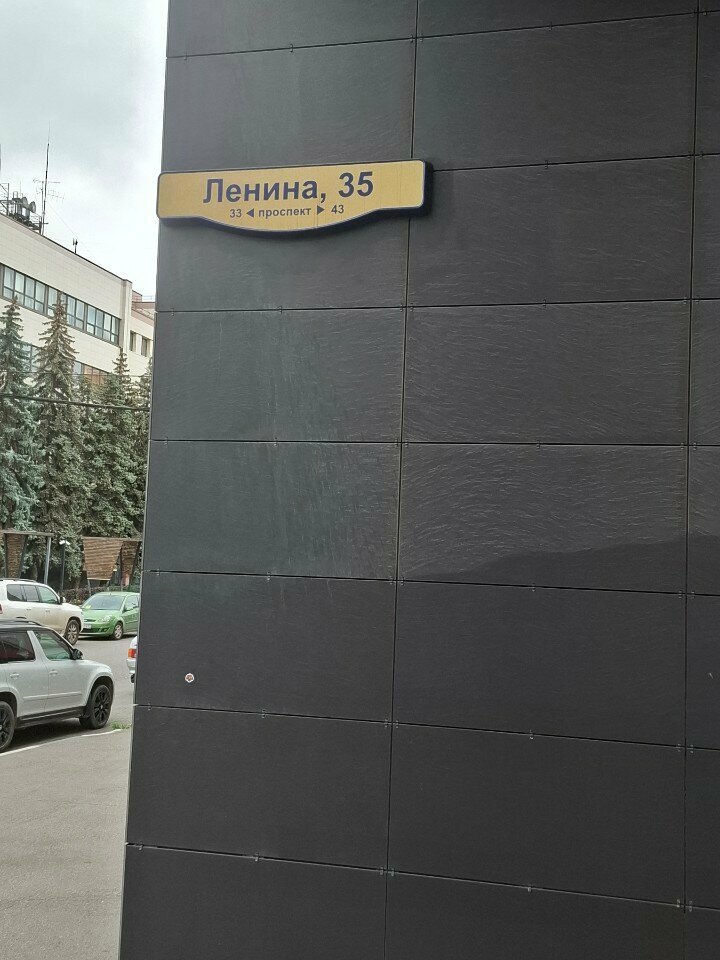 Ленина, 35
33 ◀ проспект ▶ 43